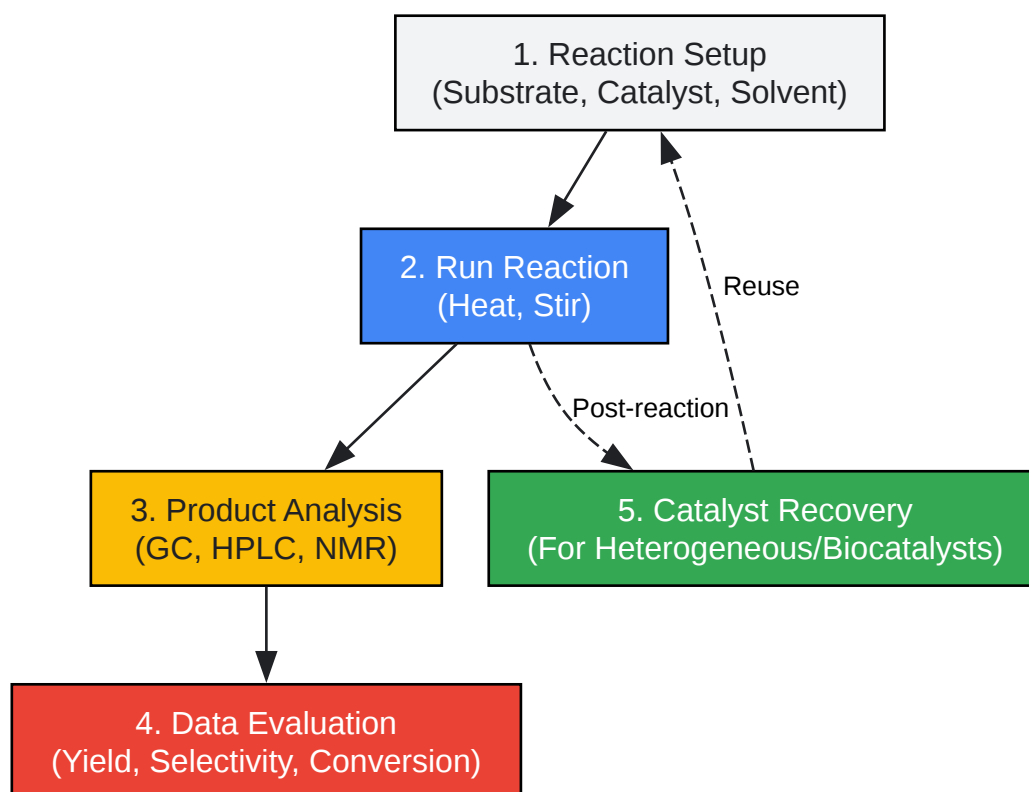 1. Reaction Setup
(Substrate, Catalyst, Solvent)
2. Run Reaction
(Heat, Stir)
Reuse
Post-reaction
3. Product Analysis
(GC, HPLC, NMR)
5. Catalyst Recovery
(For Heterogeneous/Biocatalysts)
4. Data Evaluation
(Yield, Selectivity, Conversion)